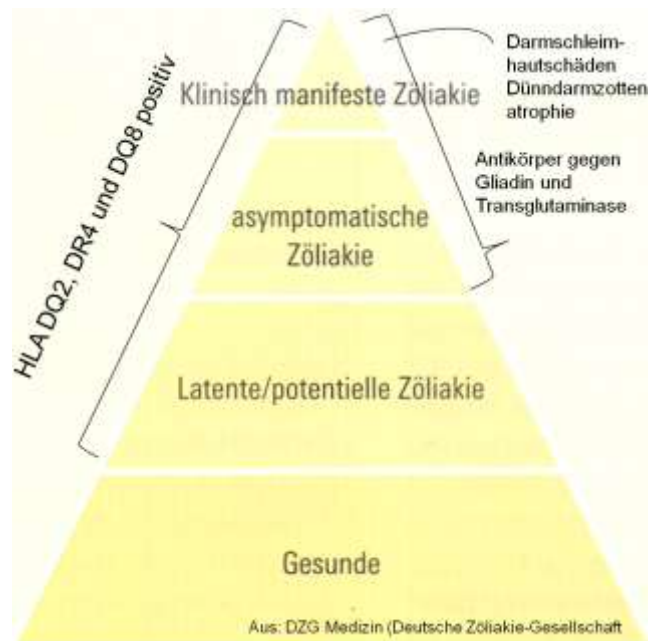 Darmschleim-
hautschäden
Dünndarmzotten
atrophie
Klinisch manifeste Zöliakie
HLA DQ2, DR4 und DQ8 positiv
Antikörper gegen
Gliadin und
Transglutaminase
asymptomatische
Zöliakie
Latente/potentielle Zöliakie
Gesunde
Aus: DZG Medizin (Deutsche Zöliakie-Gesellschaft